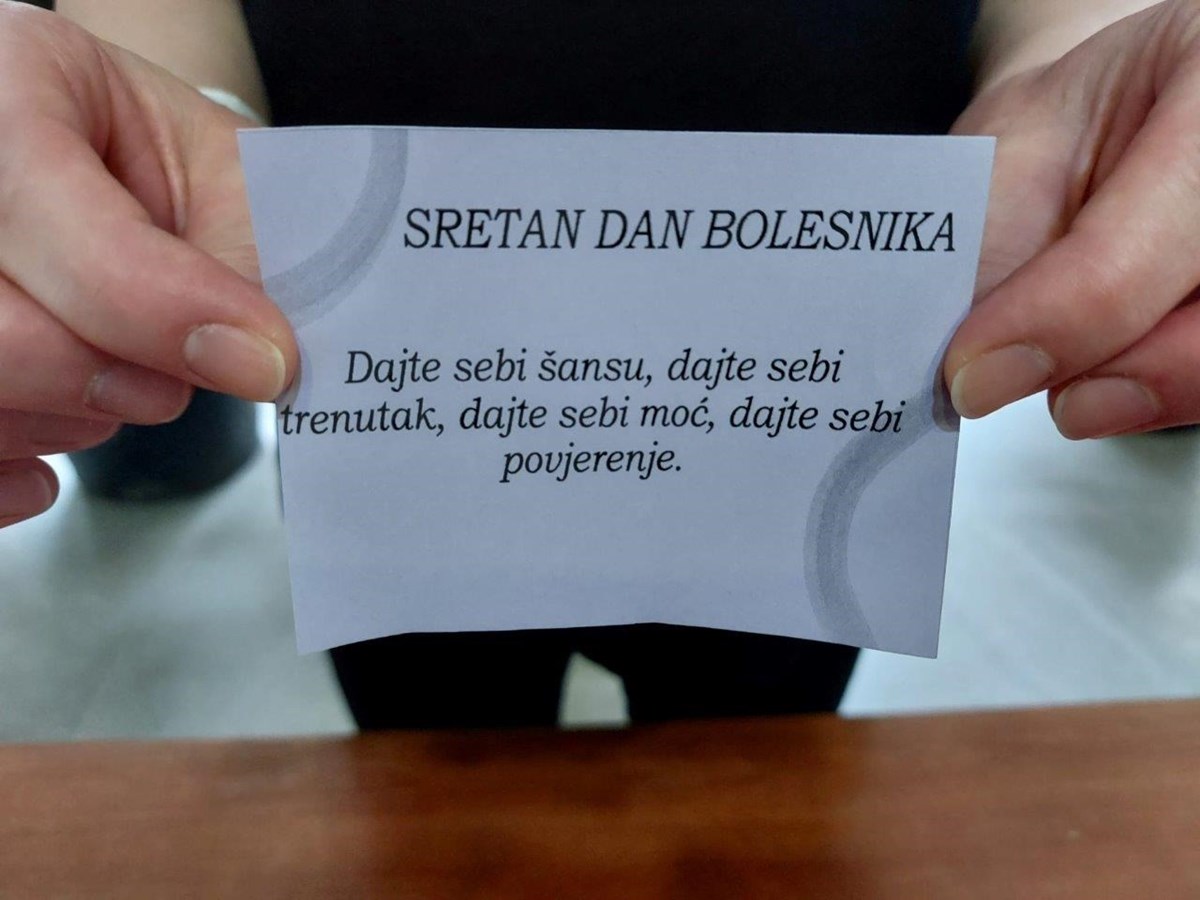 SRETAN DAN BOLESNIKA
Dajte sebi šansu, dajte sebi
trenutak, dajte sebi moć, dajte sebi
povjerenje.